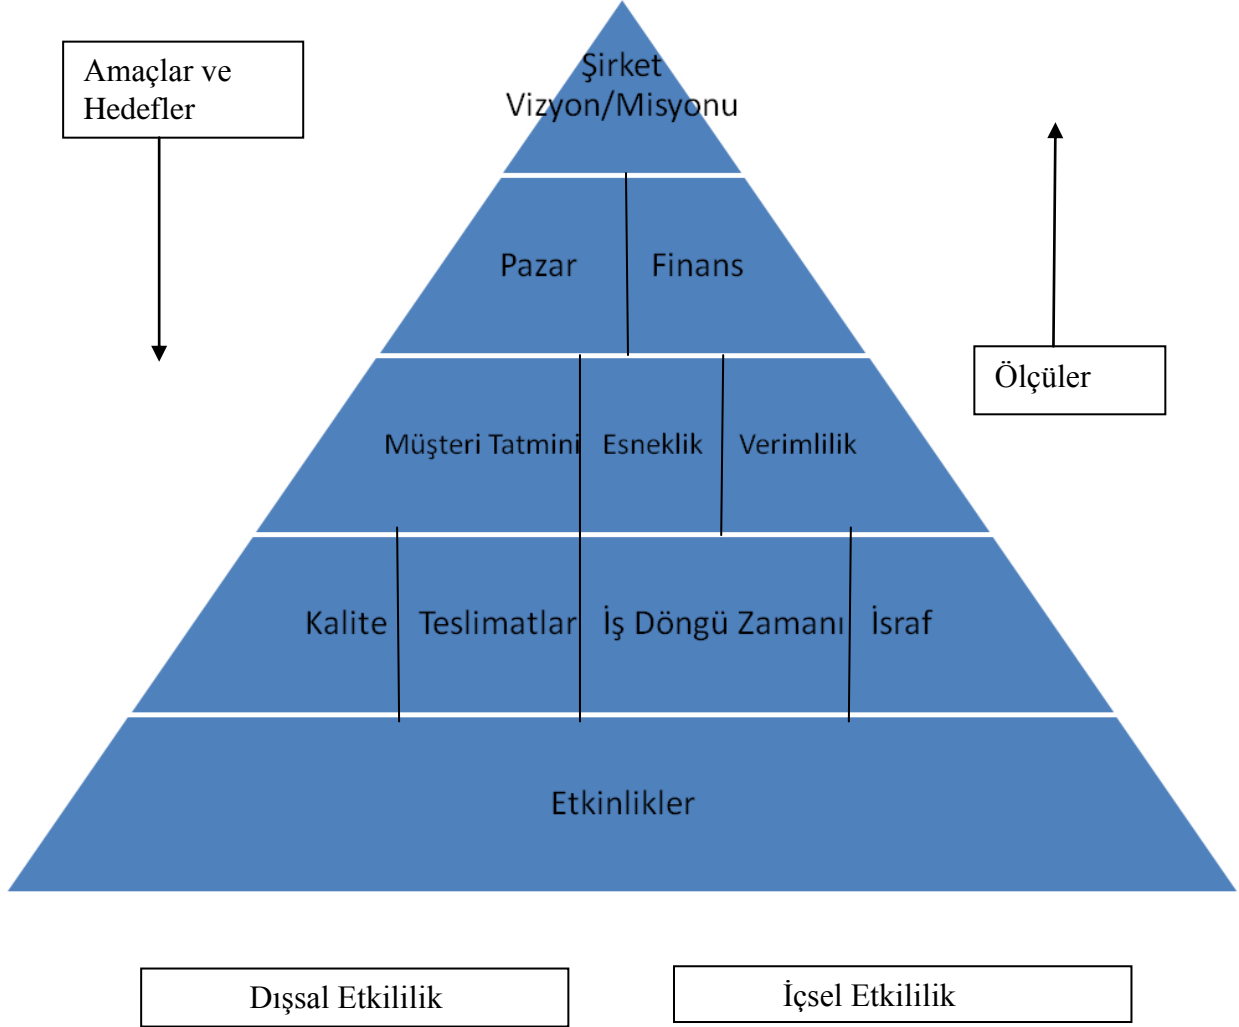 Amaçlar ve
Hedefler
Şirket
Vizyon/Misyonu
Pazar
Finans
Ölçüler
Müşteri Tatmini
Esneklik
Verimlilik
Kalite
Teslimatlar
İş Döngü Zamanı
İsraf
Etkinlikler
Dışsal Etkililik
İçsel Etkililik